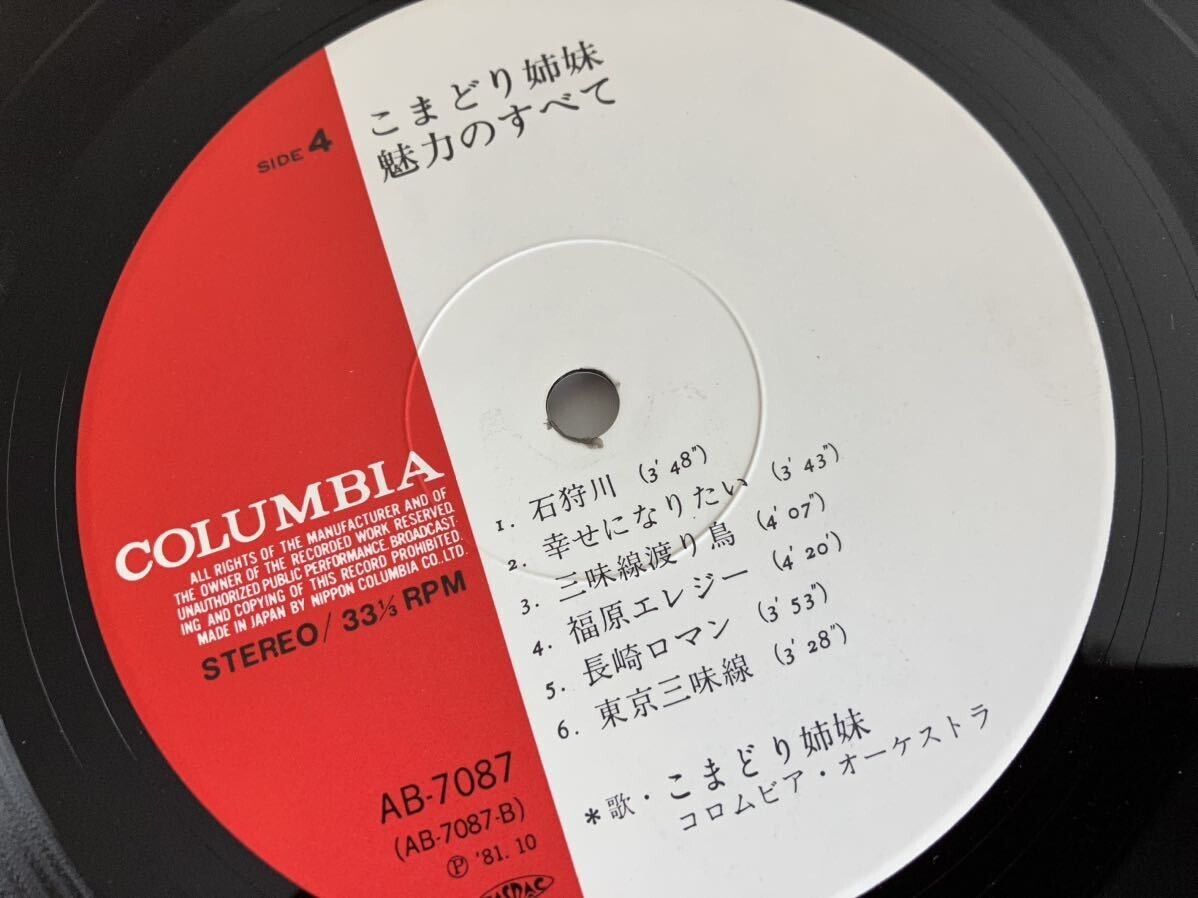 SIDE 4
こまどり姉妹
魅力のすべて
COLUMBIA
ALL RIGHTS OF THE MANUFACTURER AND OF
THE OWNER OF THE RECORDED WORK RESERVED.
UNAUTHORIZED PUBLIC PERFORMANCE, BROADCAST-
ING AND COPYING OF THIS RECORD PROHIBITED.
MADE IN JAPAN BY NIPPON COLUMBIA CO., LTD.
STEREO / 33⅓ RPM
1. 石狩川 (3′48″)
2. 幸せになりたい (3′43″)
3. 三味線渡り鳥 (4′07″)
4. 福原エレジー (4′20″)
5. 長崎ロマン (3′53″)
6. 東京三味線 (3′28″)
*歌・こまどり姉妹
コロムビア・オーケストラ
AB-7087
(AB-7087-B)
Ⓟ '81. 10
JASRAC